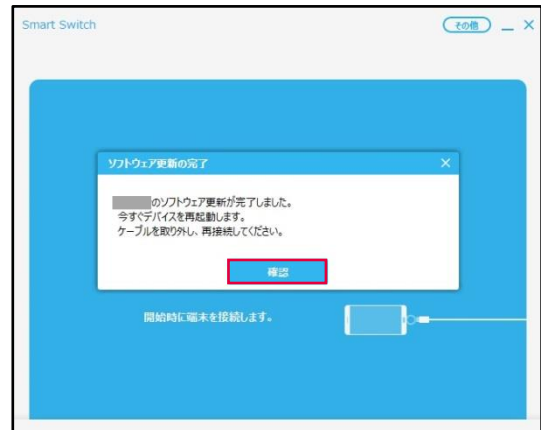 Smart Switch
その他
ソフトウェア更新の完了
のソフトウェア更新が完了しました。
今すぐデバイスを再起動します。
ケーブルを取り外し、再接続してください。
確認
開始時に端末を接続します。